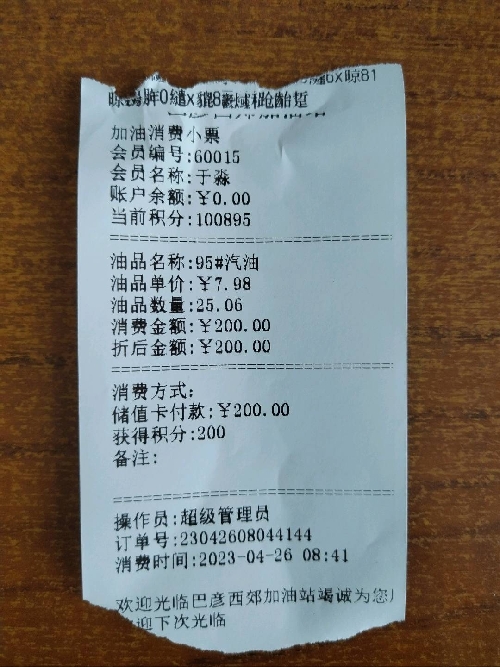 加油消费小票
会员编号:60015
会员名称:于淼
账户余额:¥0.00
当前积分:100895
油品名称:95#汽油
油品单价:¥7.98
油品数量:25.06
消费金额:¥200.00
折后金额:¥200.00
消费方式:
储值卡付款;¥200.00
获得积分:200
备注:
操作员:超级管理员
订单号:23042608044144
消费时间:2023-04-26 08:41
欢迎光临巴彦西郊加油站竭诚为您
迎下次光临